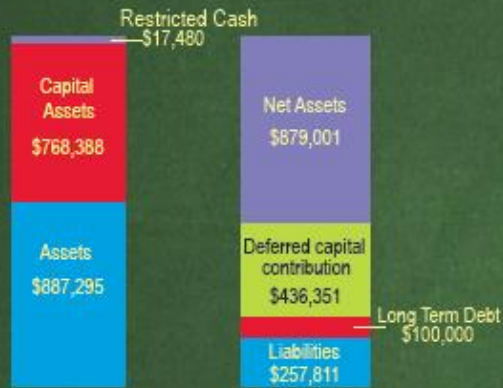 Restricted Cash
$17,480
Capital
Assets
$768,388
Assets
$887,295
Net Assets
$879,001
Deferred capital
contribution
$436,351
Long Term Debt
$100,000
Liabilities
$257,811